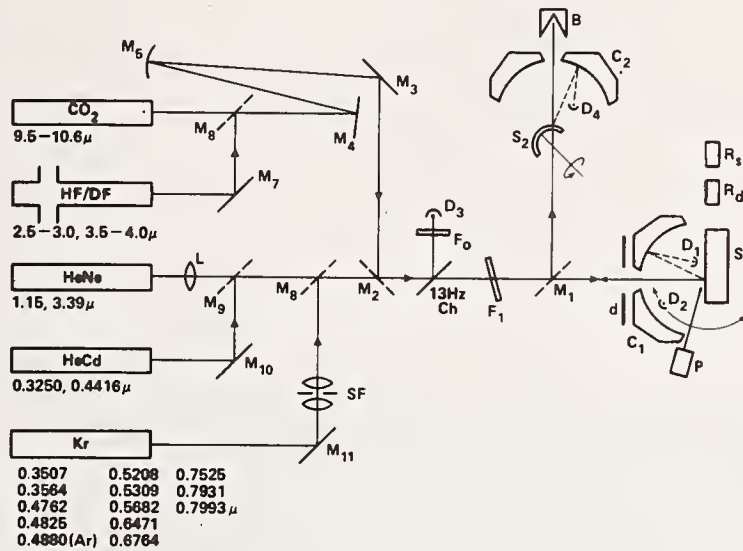 B
M₅
M₃
C₂
CO₂
M₈
M₄
D₄
9.5–10.6μ
S₂
Rₛ
HF/DF
M₇
D₃
R_d
2.5–3.0, 3.5–4.0μ
F₀
D₁
S
L
HeNe
M₉
M₈
M₂
13Hz
Ch
F₁
M₁
D₂
1.15, 3.39μ
d
C₁
P
HeCd
M₁₀
0.3250, 0.4416μ
SF
Kr
M₁₁
0.3507 0.5208 0.7525
0.3564 0.5309 0.7931
0.4762 0.5682 0.7993μ
0.4825 0.6471
0.4880(Ar) 0.6764